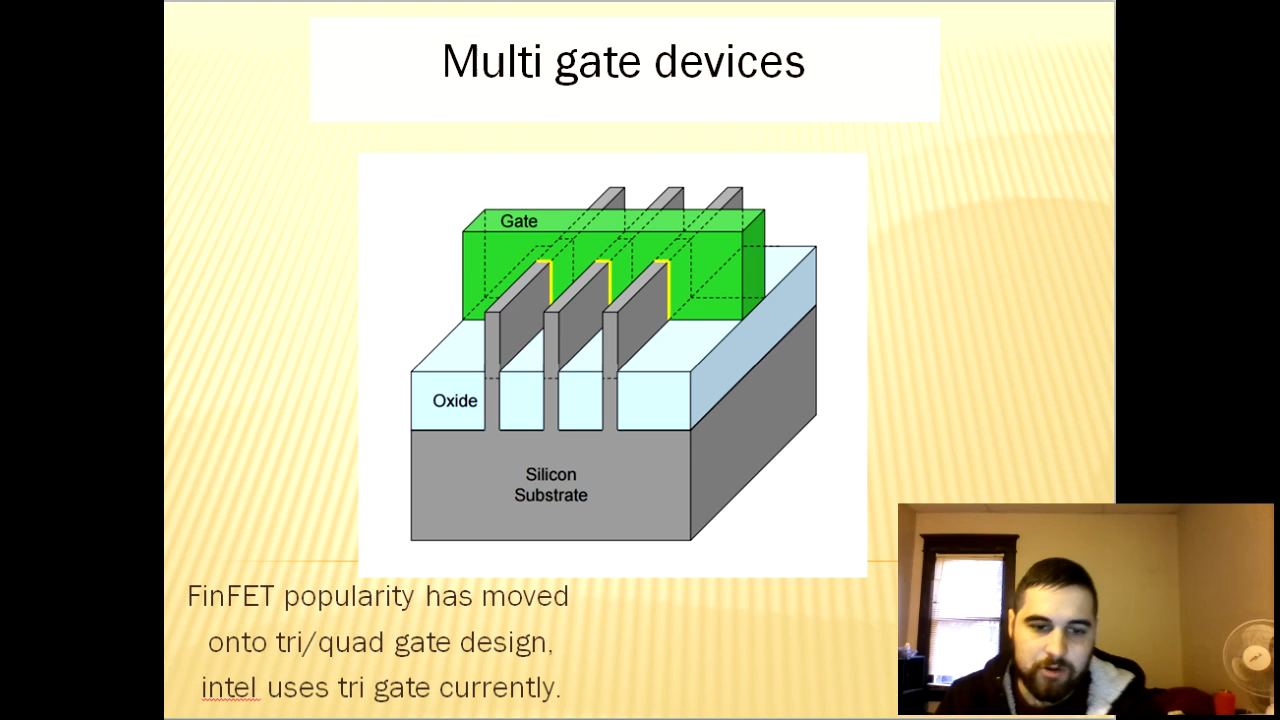 Multi gate devices
Gate
Oxide
Silicon
Substrate
FinFET popularity has moved
onto tri/quad gate design,
intel uses tri gate currently.